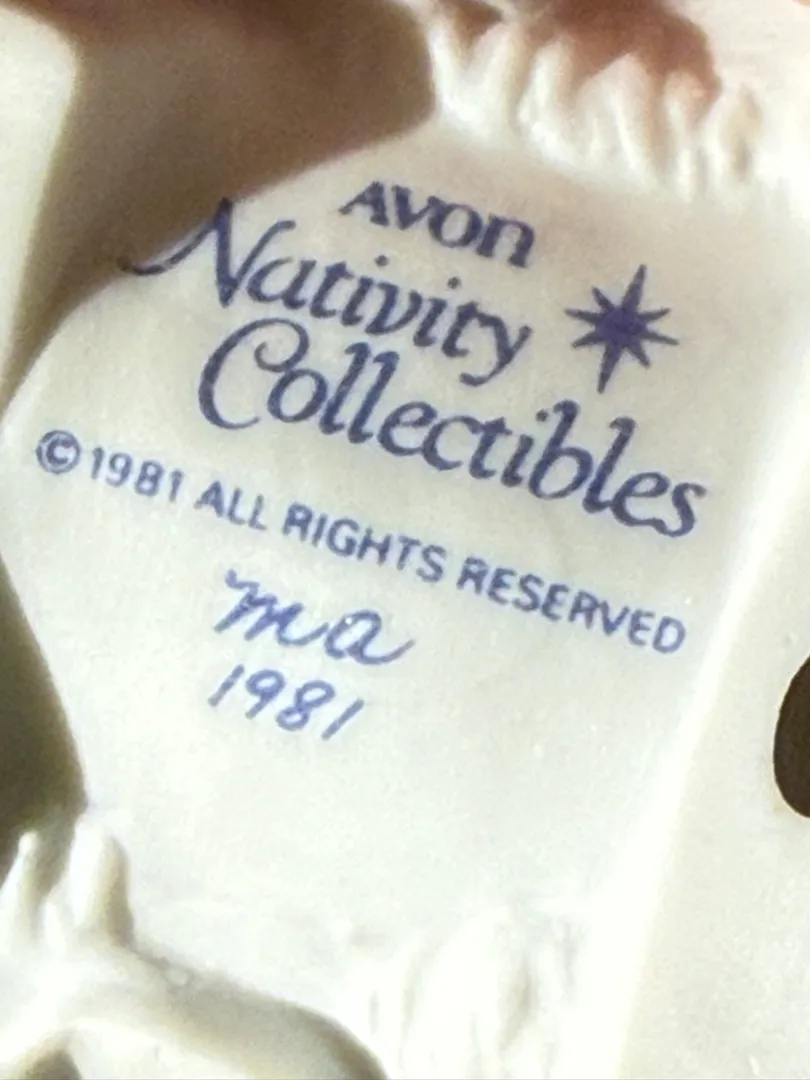 AVON
Nativity
Collectibles
© 1981 ALL RIGHTS RESERVED
ma
1981